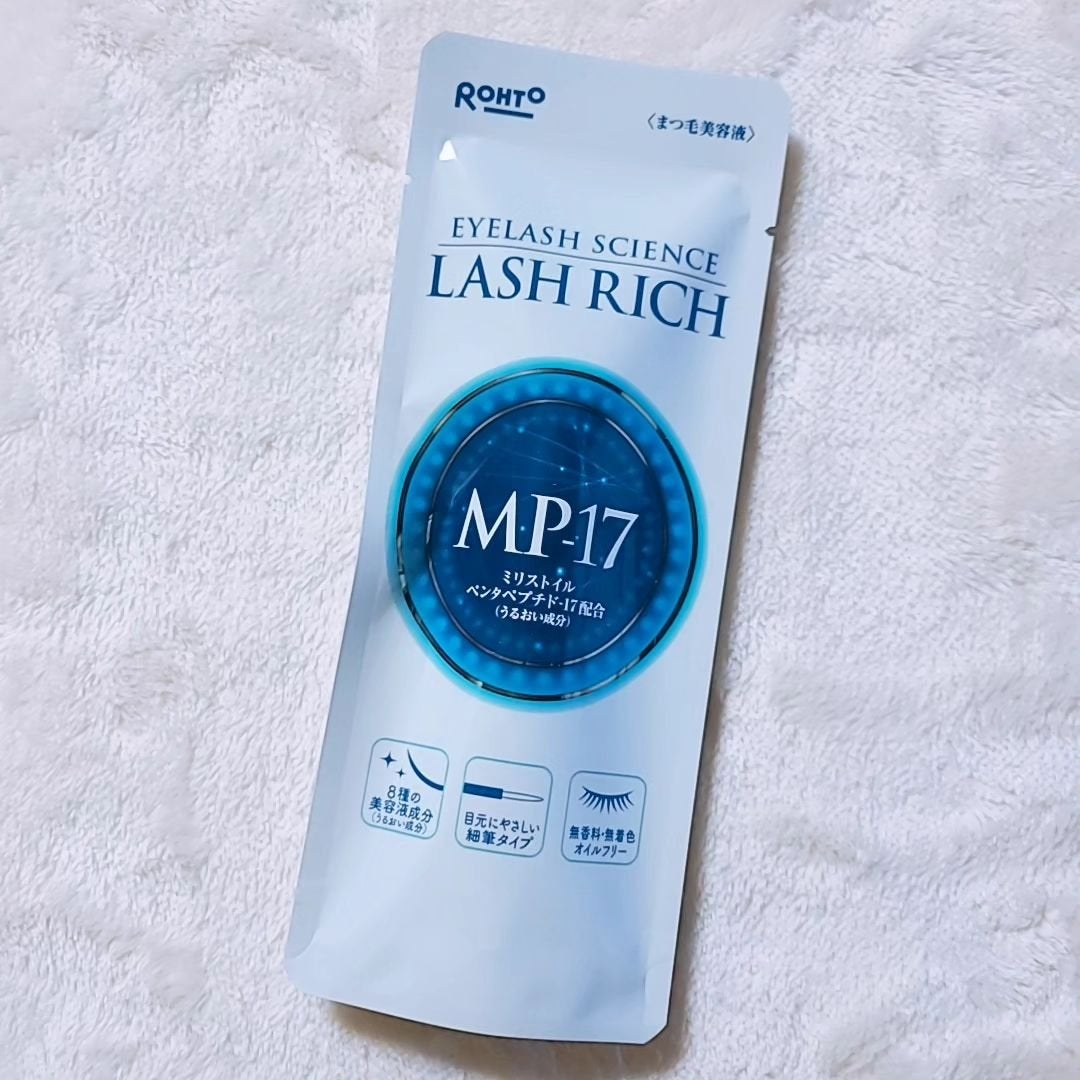 ROHTO
〈まつ毛美容液〉
EYELASH SCIENCE
LASH RICH
MP-17
ミリストイル
ペンタペプチド-17配合
(うるおい成分)
8種の
美容液成分
(うるおい成分)
目元にやさしい
細筆タイプ
無香料・無着色
オイルフリー